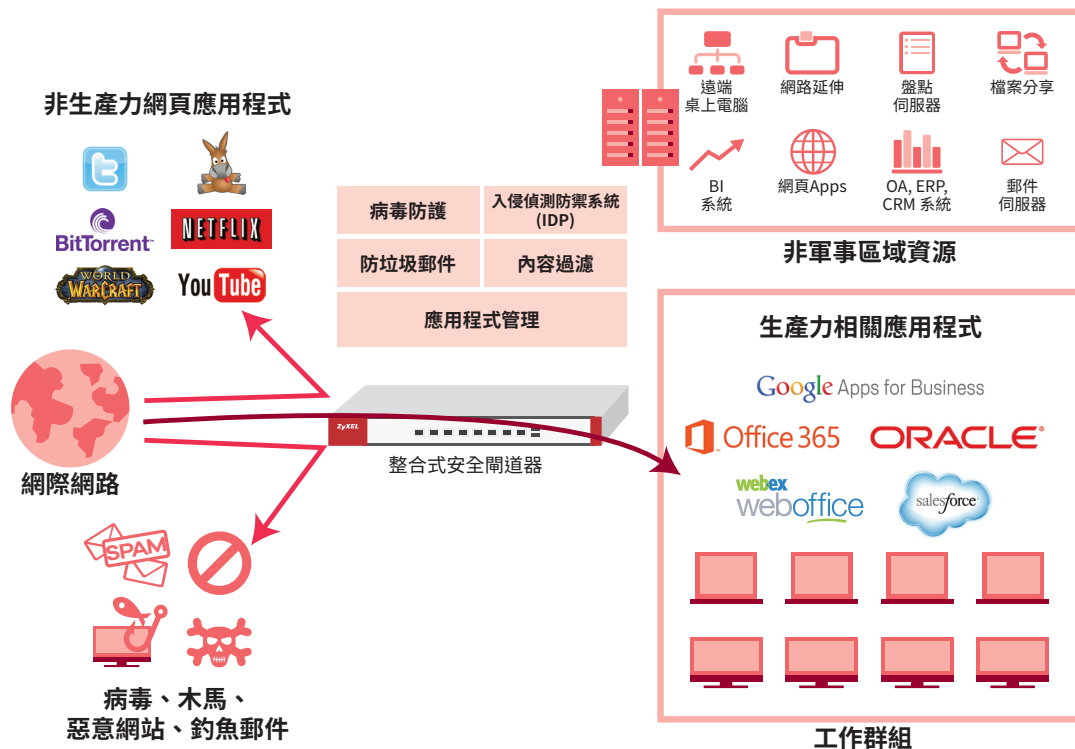 非生產力網頁應用程式
BitTorrent™
NETFLIX
WORLD
WARCRAFT
YouTube
病毒防護
入侵偵測防禦系統
(IDP)
防垃圾郵件
內容過濾
應用程式管理
ZyXEL
整合式安全閘道器
網際網路
SPAM
病毒、木馬、
惡意網站、釣魚郵件
遠端
桌上電腦
網路延伸
盤點
伺服器
檔案分享
BI
系統
網頁Apps
OA, ERP,
CRM 系統
郵件
伺服器
非軍事區域資源
生產力相關應用程式
Google Apps for Business
Office 365
ORACLE®
webex
weboffice
salesforce
工作群組